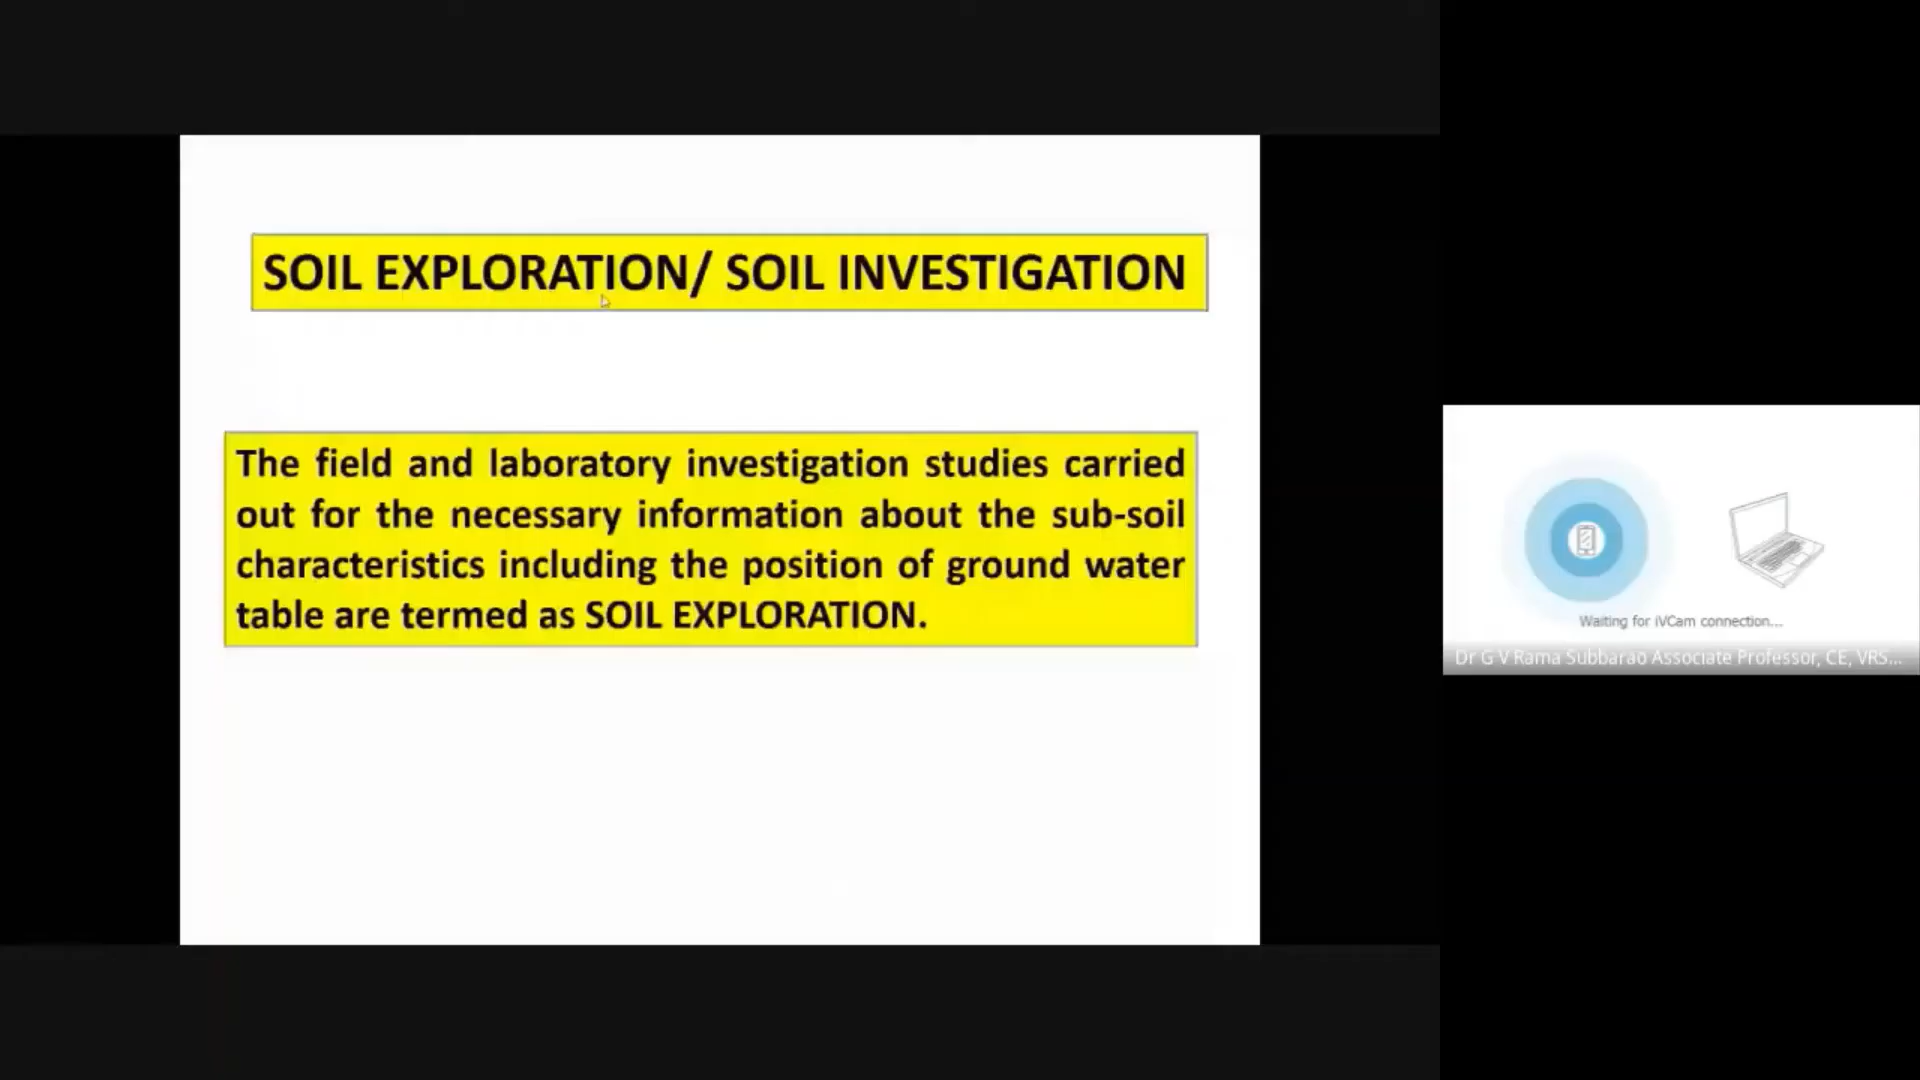 SOIL EXPLORATION/ SOIL INVESTIGATION
The field and laboratory investigation studies carried
out for the necessary information about the sub-soil
characteristics including the position of ground water
table are termed as SOIL EXPLORATION.
Waiting for iVCam connection...
Dr G V Rama Subbarao Associate Professor, CE, VRS...